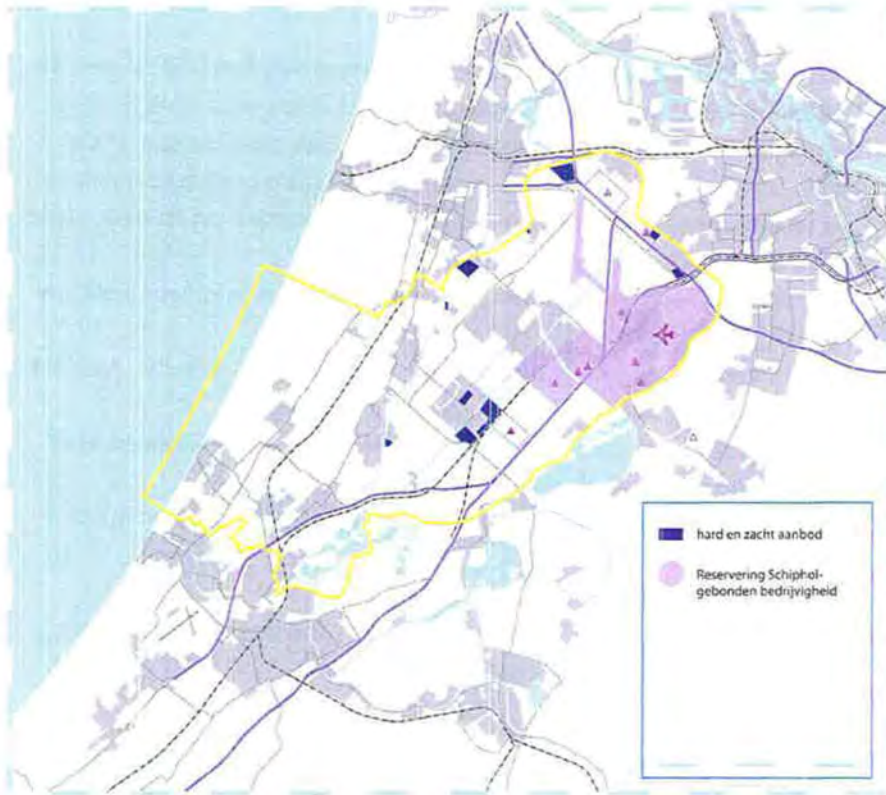 hard en zacht aanbod
Reservering Schiphol-
gebonden bedrijvigheid